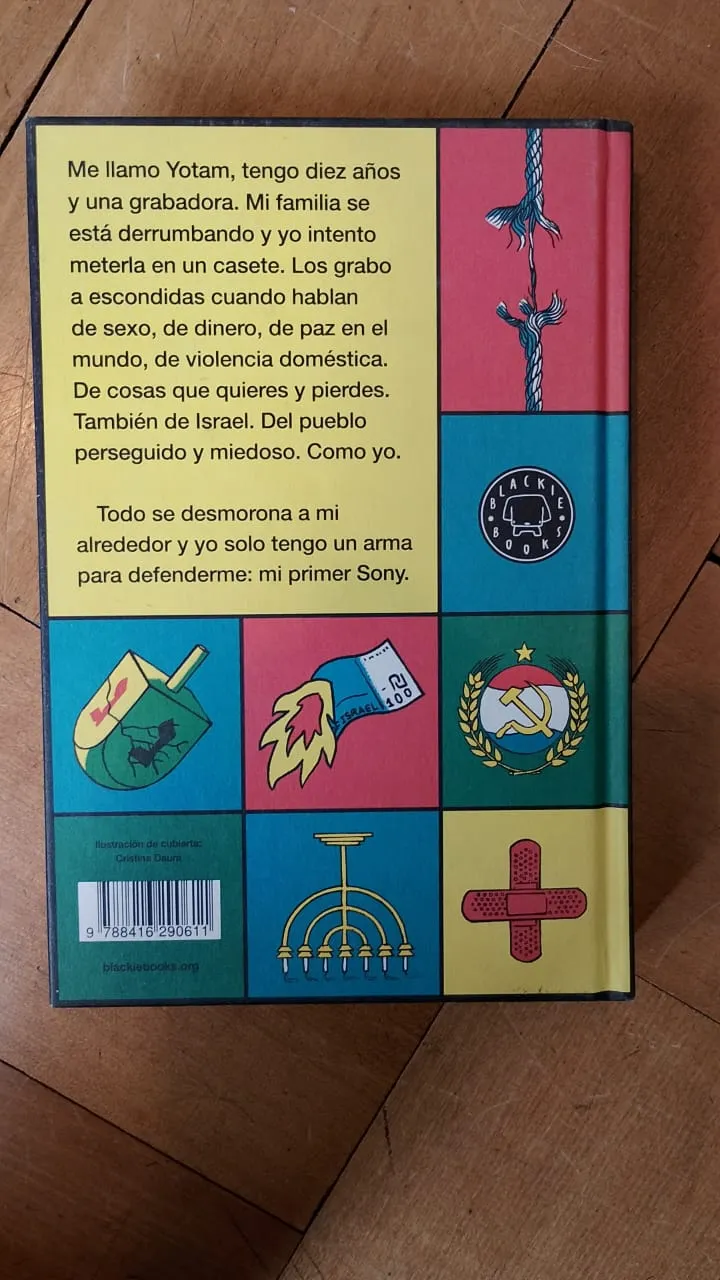 Me llamo Yotam, tengo diez años
y una grabadora. Mi familia se
está derrumbando y yo intento
meterla en un casete. Los grabo
a escondidas cuando hablan
de sexo, de dinero, de paz en el
mundo, de violencia doméstica.
De cosas que quieres y pierdes.
También de Israel. Del pueblo
perseguido y miedoso. Como yo.
Todo se desmorona a mi
alrededor y yo solo tengo un arma
para defenderme: mi primer Sony.
BLACKIE
BOOKS
₪
100
ISRAEL
Ilustración de cubierta:
Cristina Daura
9 788416 290611
blackiebooks.org